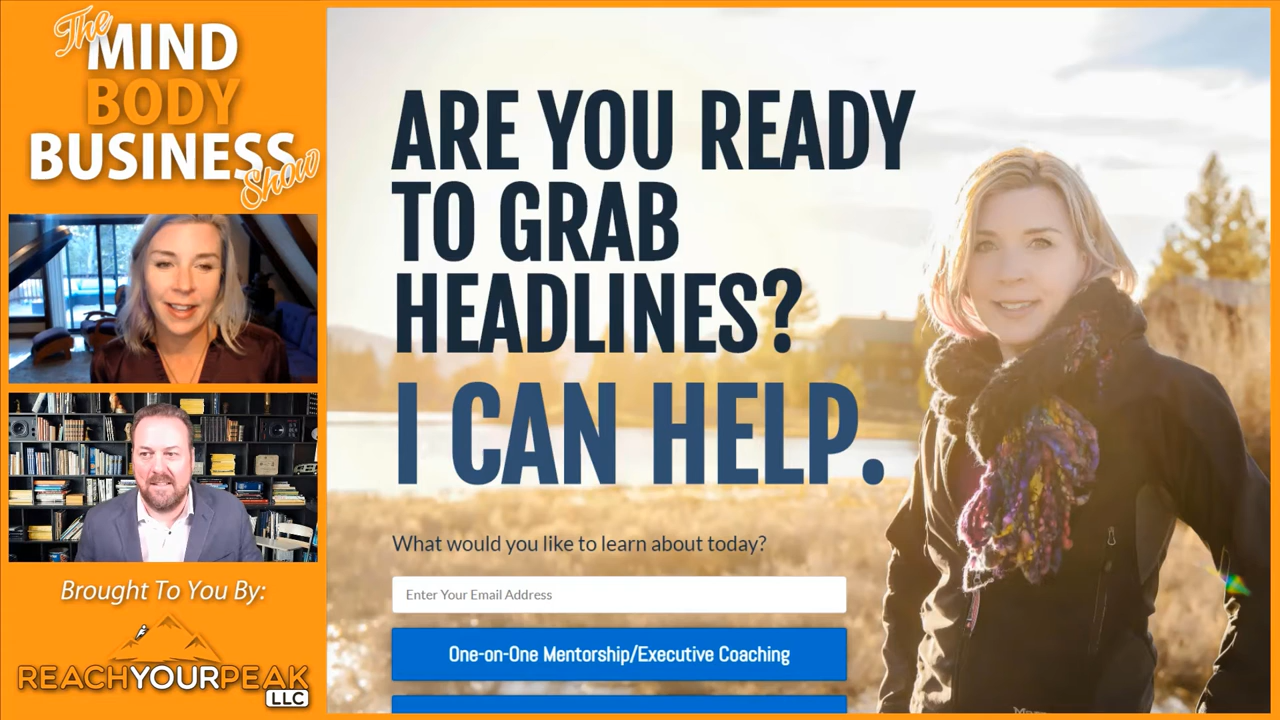 The
MIND
BODY
BUSINESS
Show
Brought To You By:
REACHYOURPEAK
LLC
ARE YOU READY
TO GRAB
HEADLINES?
I CAN HELP.
What would you like to learn about today?
Enter Your Email Address
One-on-One Mentorship/Executive Coaching